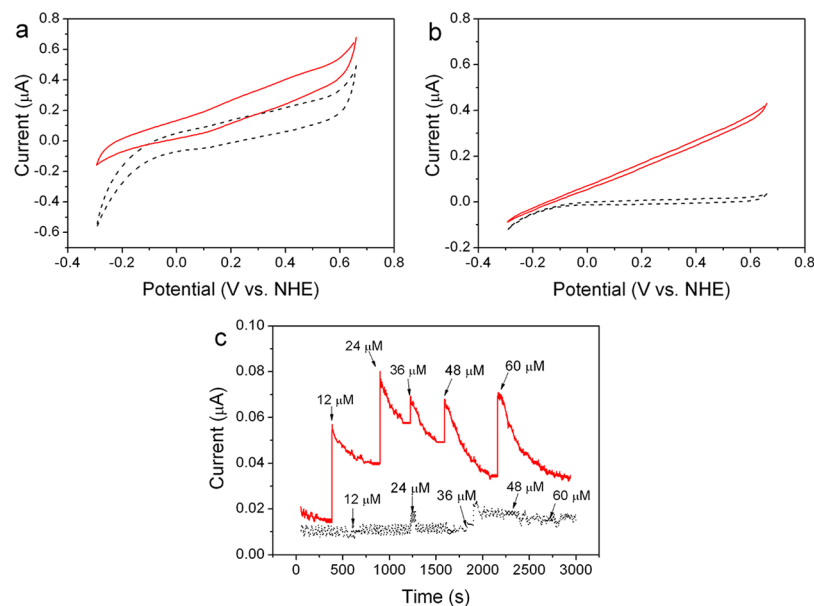 a
0.8
0.6
0.4
0.2
0.0
-0.2
-0.4
-0.6
Current (μA)
-0.4 -0.2 0.0 0.2 0.4 0.6 0.8
Potential (V vs. NHE)
b
0.8
0.6
0.4
0.2
0.0
-0.2
Current (μA)
-0.4 -0.2 0.0 0.2 0.4 0.6 0.8
Potential (V vs. NHE)
c
0.10
0.08
0.06
0.04
0.02
0.00
Current (μA)
12 μM
24 μM
36 μM
48 μM
60 μM
12 μM
24 μM
36 μM
48 μM
60 μM
0 500 1000 1500 2000 2500 3000
Time (s)